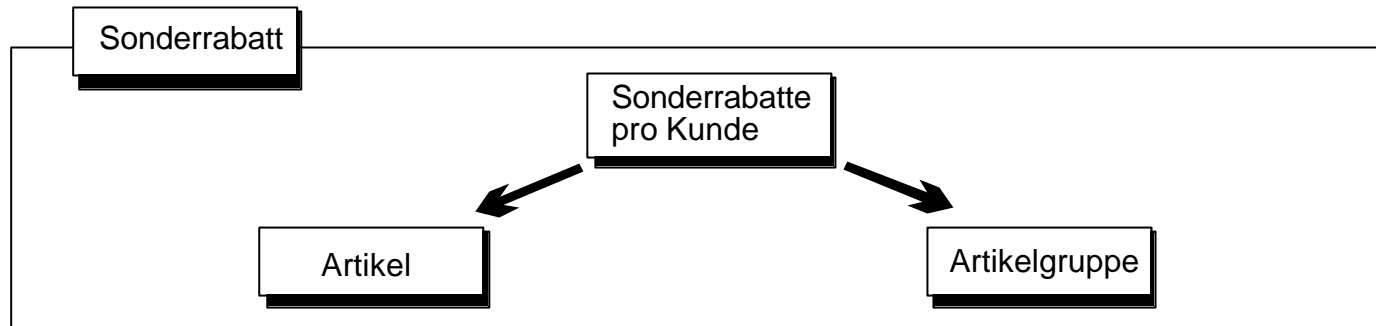 Sonderrabatt
Sonderrabatte
pro Kunde
Artikel
Artikelgruppe